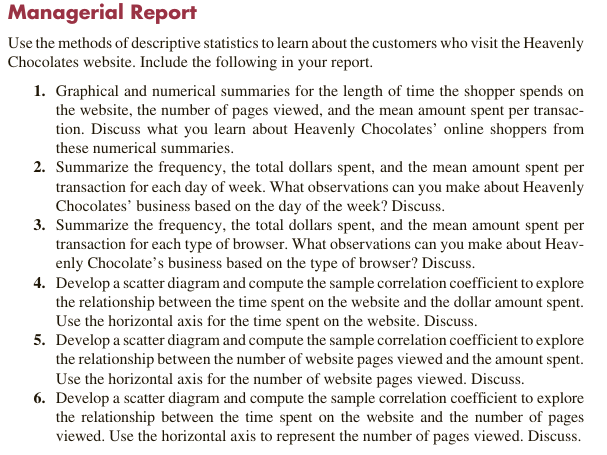 Managerial Report
Use the methods of descriptive statistics to learn about the customers who visit the Heavenly
Chocolates website. Include the following in your report.
1. Graphical and numerical summaries for the length of time the shopper spends on
the website, the number of pages viewed, and the mean amount spent per transac-
tion. Discuss what you learn about Heavenly Chocolates' online shoppers from
these numerical summaries.
2. Summarize the frequency, the total dollars spent, and the mean amount spent per
transaction for each day of week. What observations can you make about Heavenly
Chocolates' business based on the day of the week? Discuss.
3. Summarize the frequency, the total dollars spent, and the mean amount spent per
transaction for each type of browser. What observations can you make about Heav-
enly Chocolate's business based on the type of browser? Discuss.
4. Develop a scatter diagram and compute the sample correlation coefficient to explore
the relationship between the time spent on the website and the dollar amount spent.
Use the horizontal axis for the time spent on the website. Discuss.
5. Develop a scatter diagram and compute the sample correlation coefficient to explore
the relationship between the number of website pages viewed and the amount spent.
Use the horizontal axis for the number of website pages viewed. Discuss.
6. Develop a scatter diagram and compute the sample correlation coefficient to explore
the relationship between the time spent on the website and the number of pages
viewed. Use the horizontal axis to represent the number of pages viewed. Discuss.